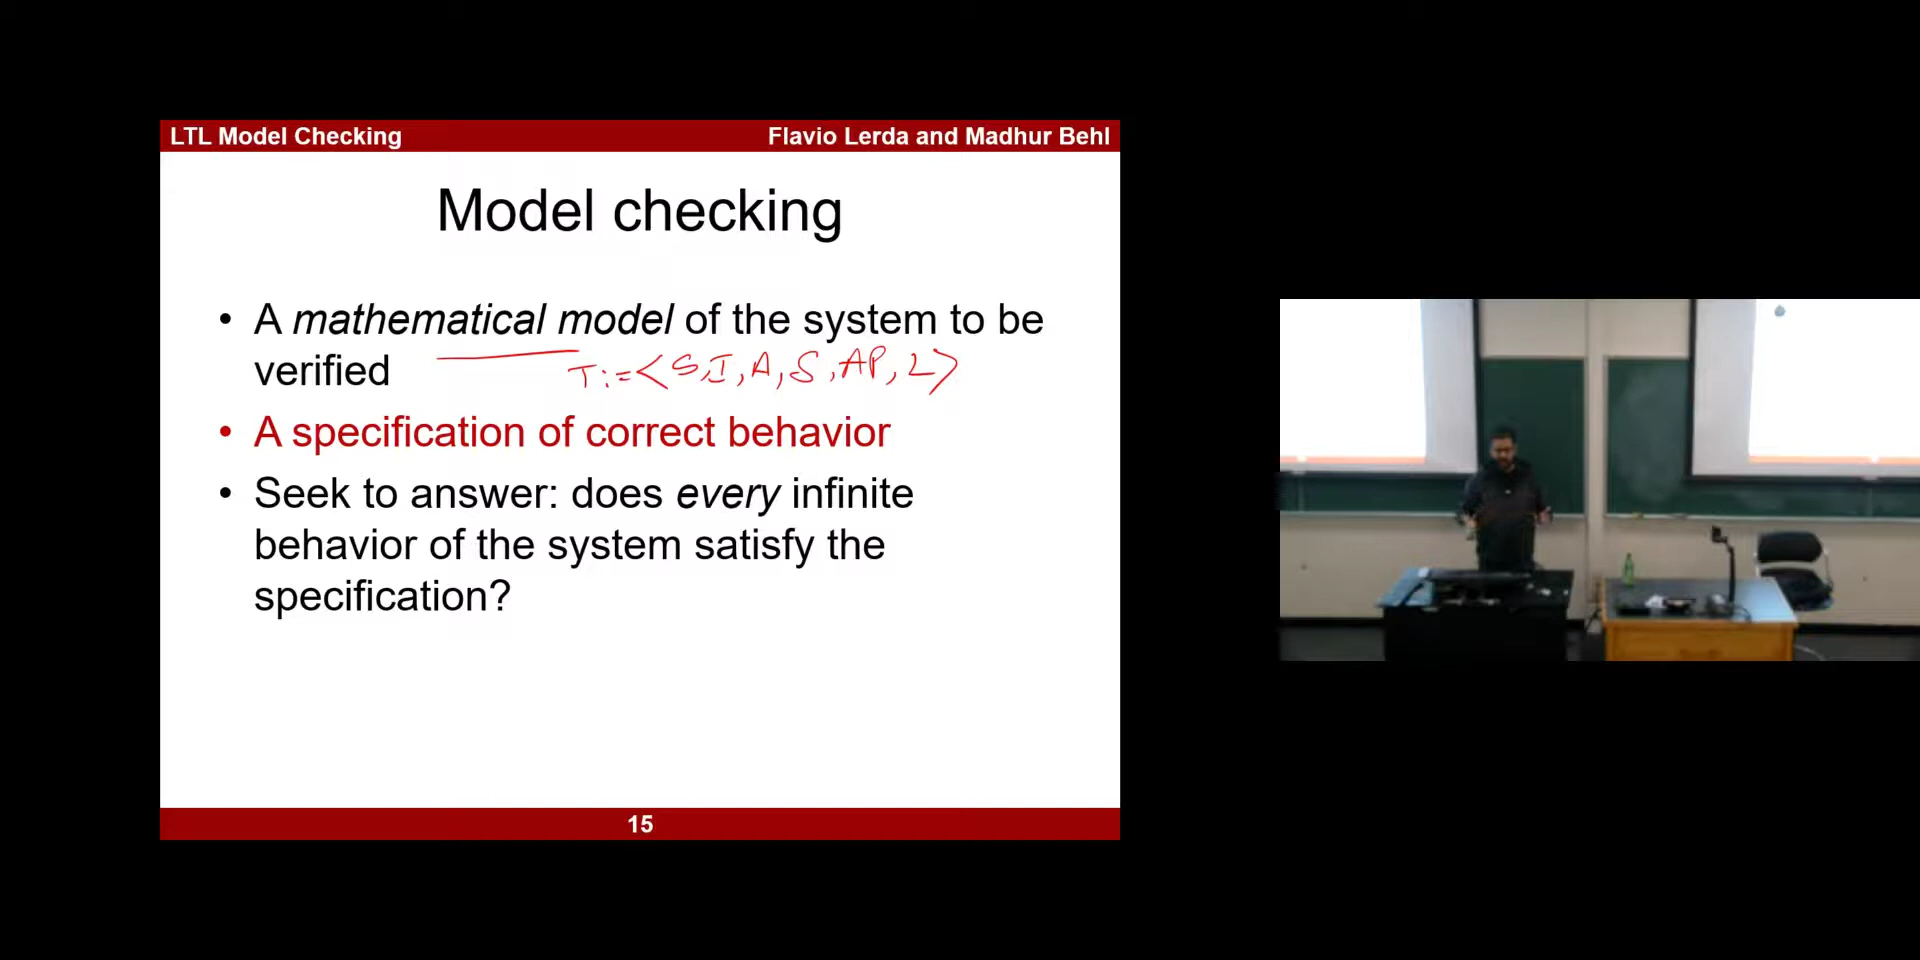 LTL Model Checking
Flavio Lerda and Madhur Behl
Model checking
• A mathematical model of the system to be
verified
T:=<S,I,A,δ,AP,L>
• A specification of correct behavior
• Seek to answer: does every infinite
behavior of the system satisfy the
specification?
15